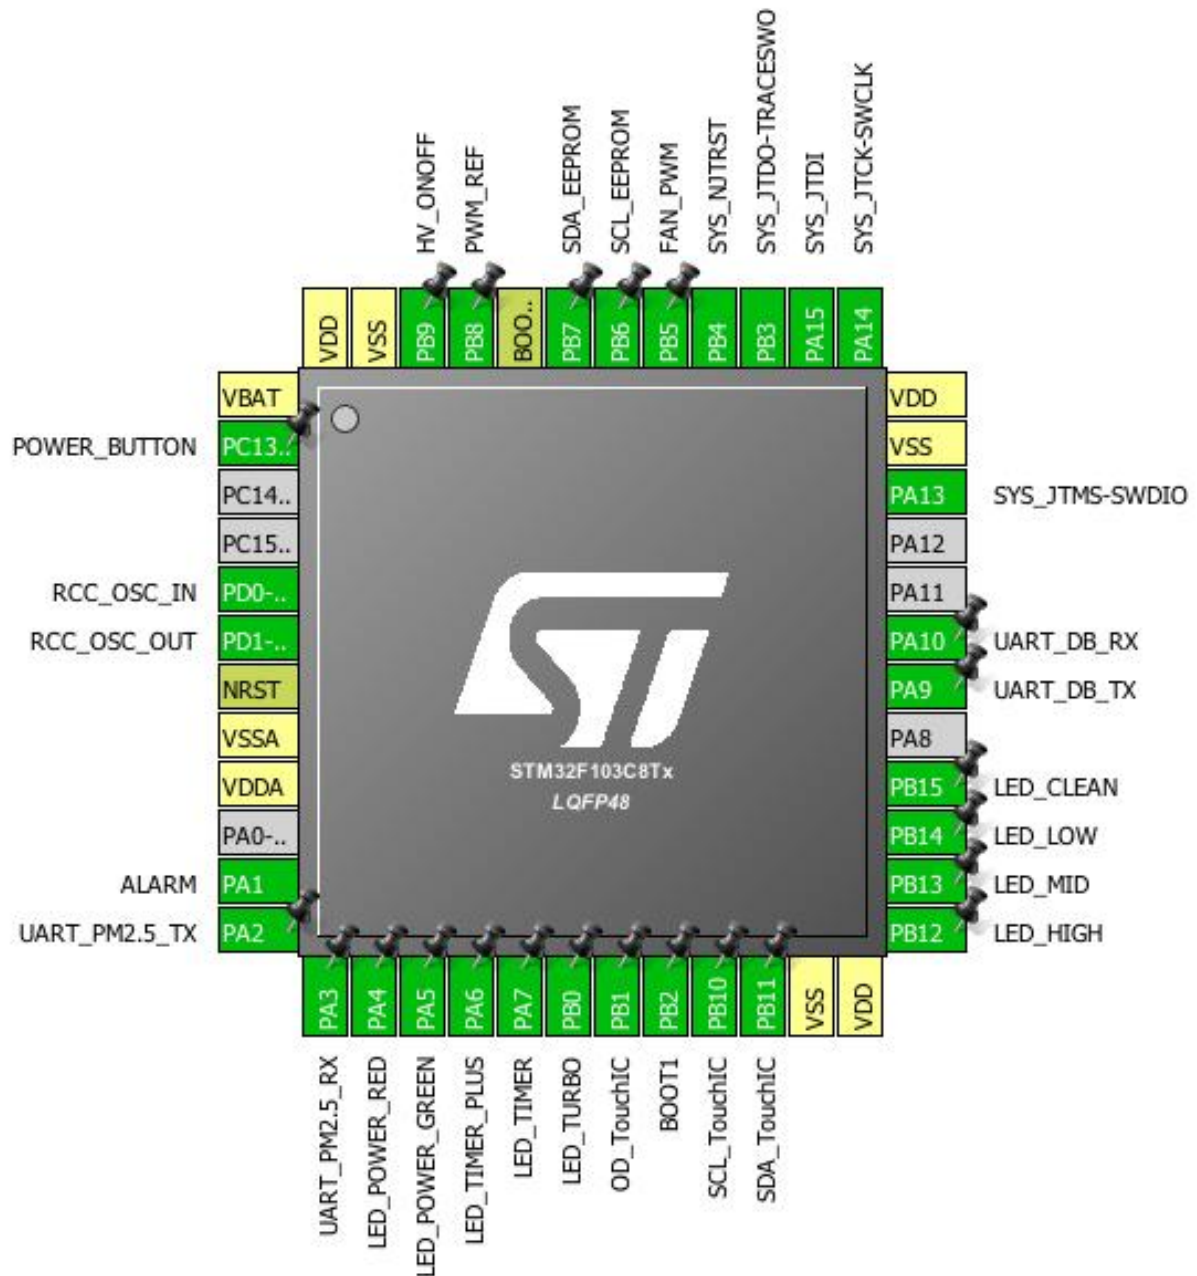 HV_ONOFF
PWM_REF
SDA_EEPROM
SCL_EEPROM
FAN_PWM
SYS_NJTRST
SYS_JTDO-TRACESWO
SYS_JTDI
SYS_JTCK-SWCLK
VDD
VSS
PB9
PB8
BOO..
PB7
PB6
PB5
PB4
PB3
PA15
PA14
VBAT
POWER_BUTTON PC13..
PC14..
PC15..
RCC_OSC_IN PD0-..
RCC_OSC_OUT PD1-..
NRST
VSSA
VDDA
PA0-..
ALARM PA1
UART_PM2.5_TX PA2
ST
STM32F103C8Tx
LQFP48
VDD
VSS
PA13 SYS_JTMS-SWDIO
PA12
PA11
PA10 UART_DB_RX
PA9 UART_DB_TX
PA8
PB15 LED_CLEAN
PB14 LED_LOW
PB13 LED_MID
PB12 LED_HIGH
PA3
PA4
PA5
PA6
PA7
PB0
PB1
PB2
PB10
PB11
VSS
VDD
UART_PM2.5_RX
LED_POWER_RED
LED_POWER_GREEN
LED_TIMER_PLUS
LED_TIMER
LED_TURBO
OD_TouchIC
BOOT1
SCL_TouchIC
SDA_TouchIC